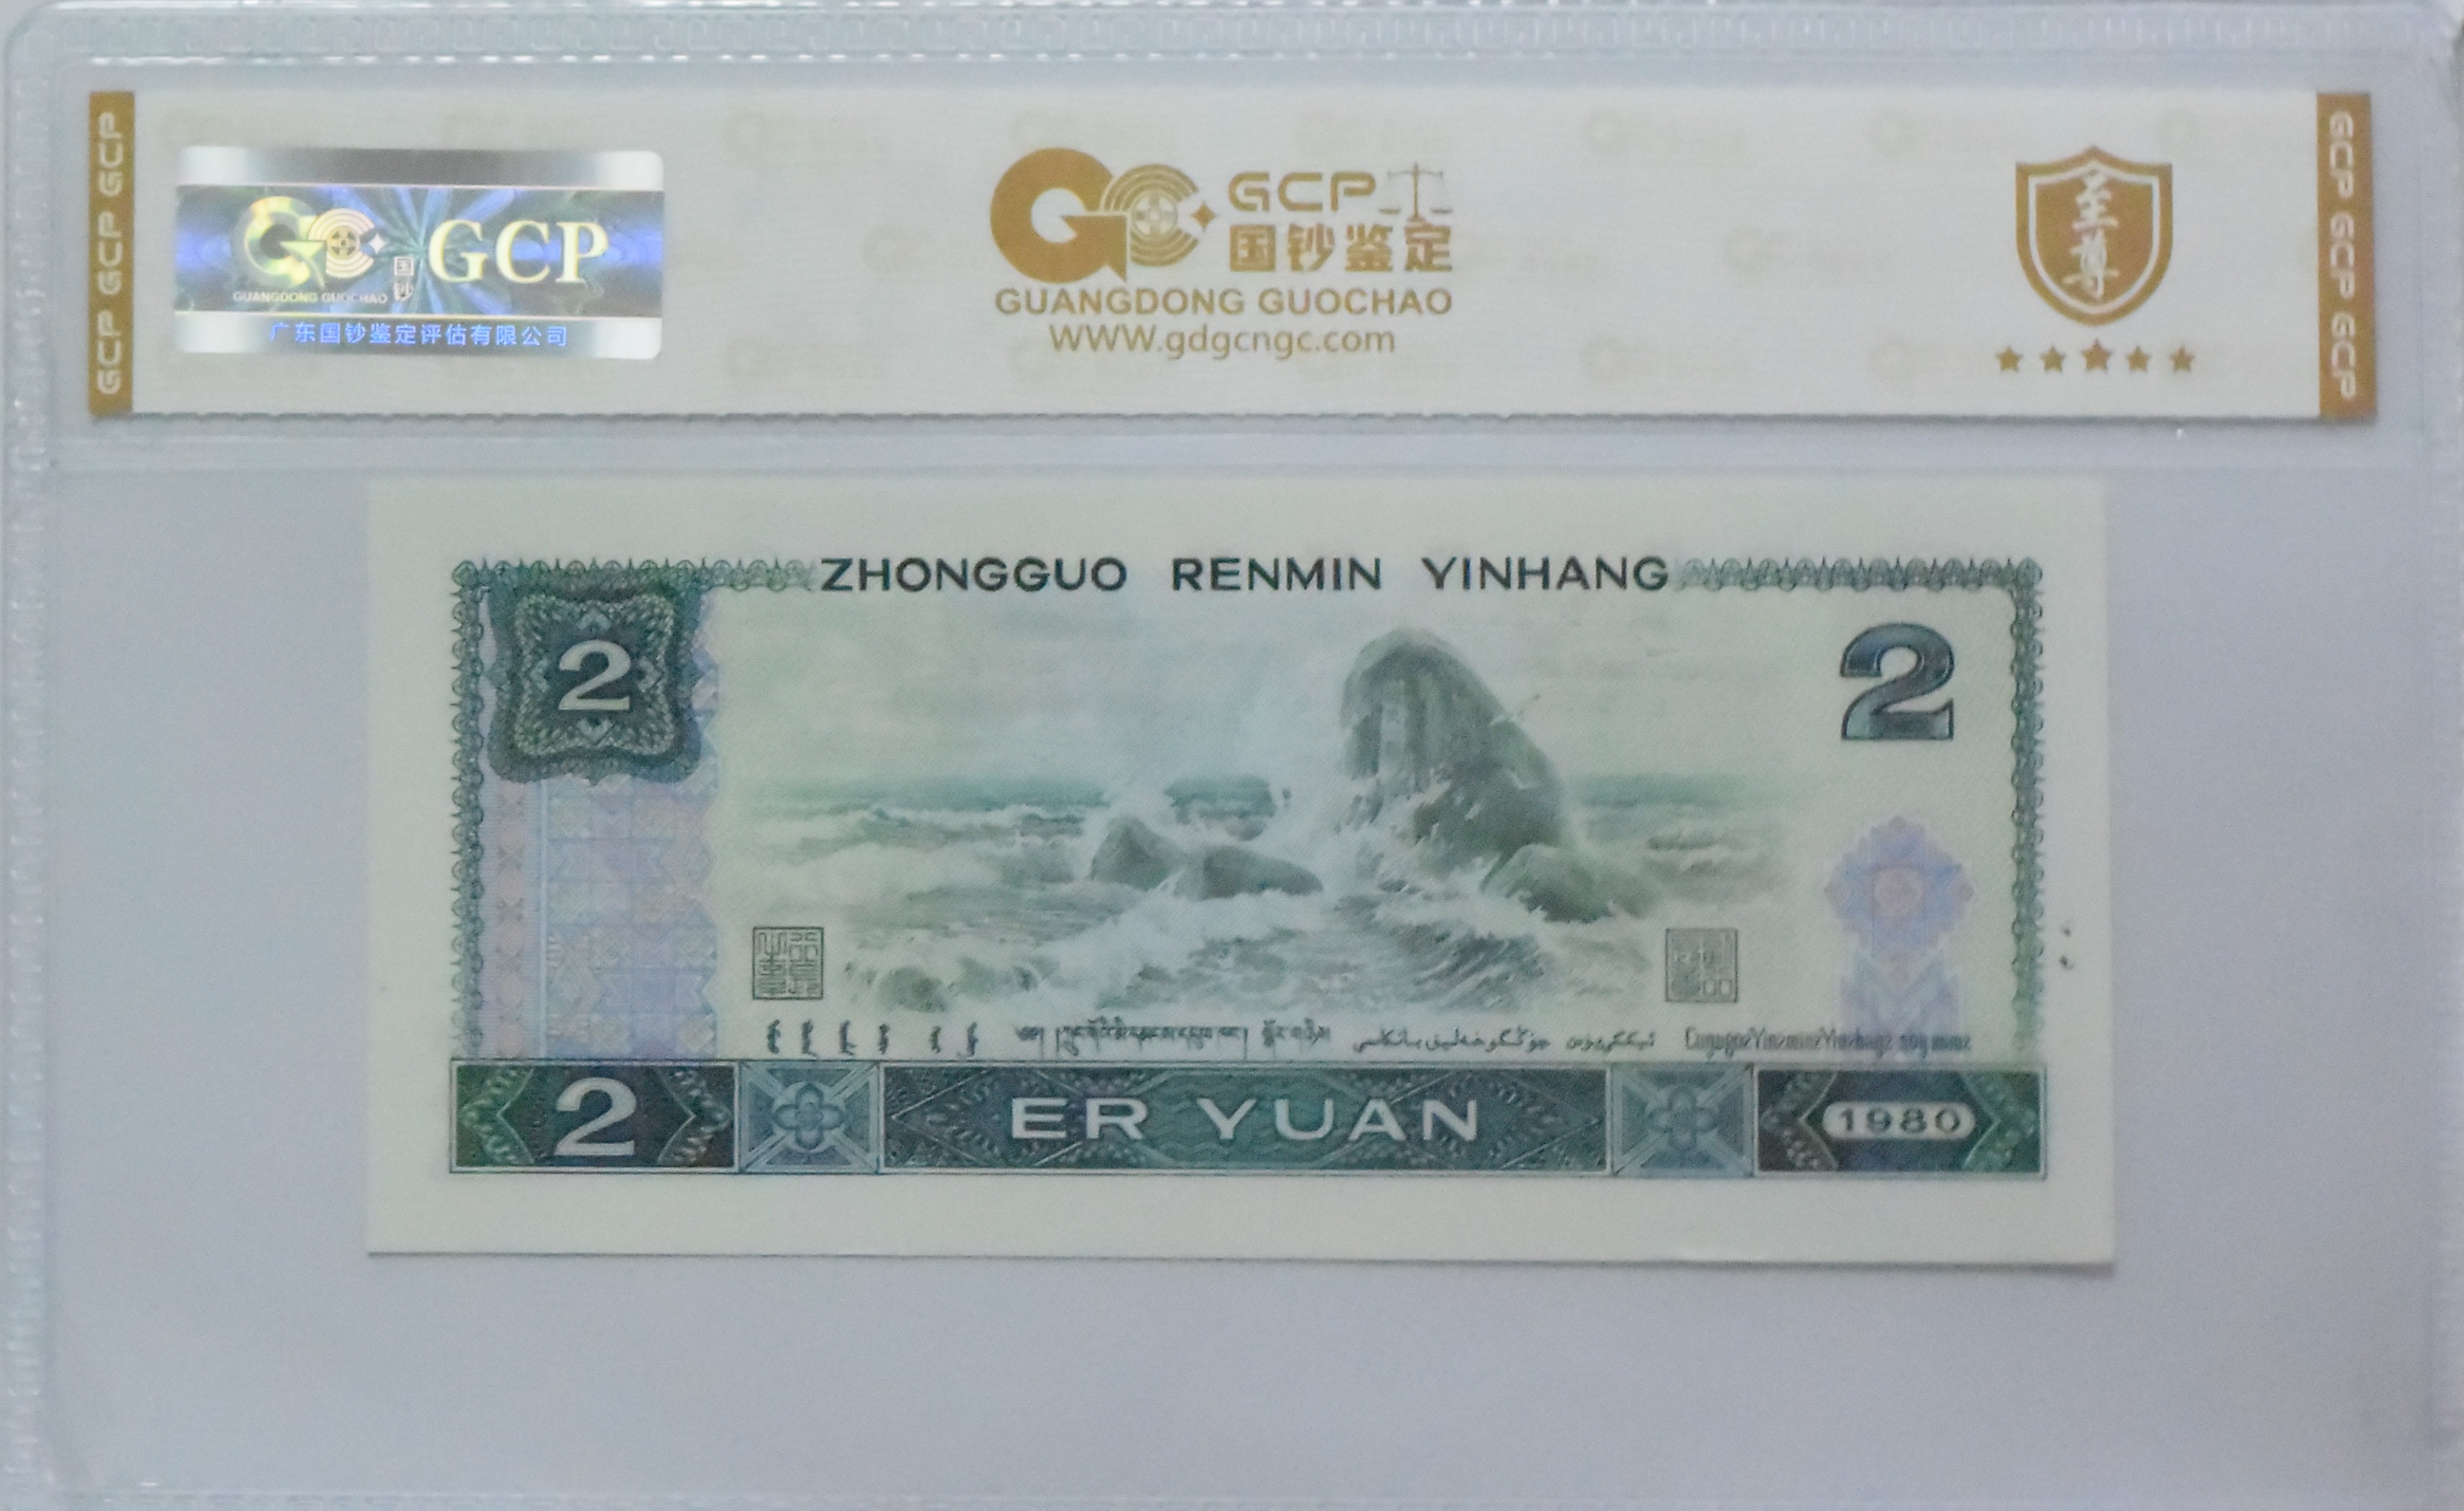 GCP GCP GCP
GCP
国钞
GUANGDONG GUOCHAO
广东国钞鉴定评估有限公司
GCP
国钞鉴定
GUANGDONG GUOCHAO
WWW.gdgcngc.com
至尊
GCP GCP GCP
ZHONGGUO RENMIN YINHANG
2
2
2
ER YUAN
1980